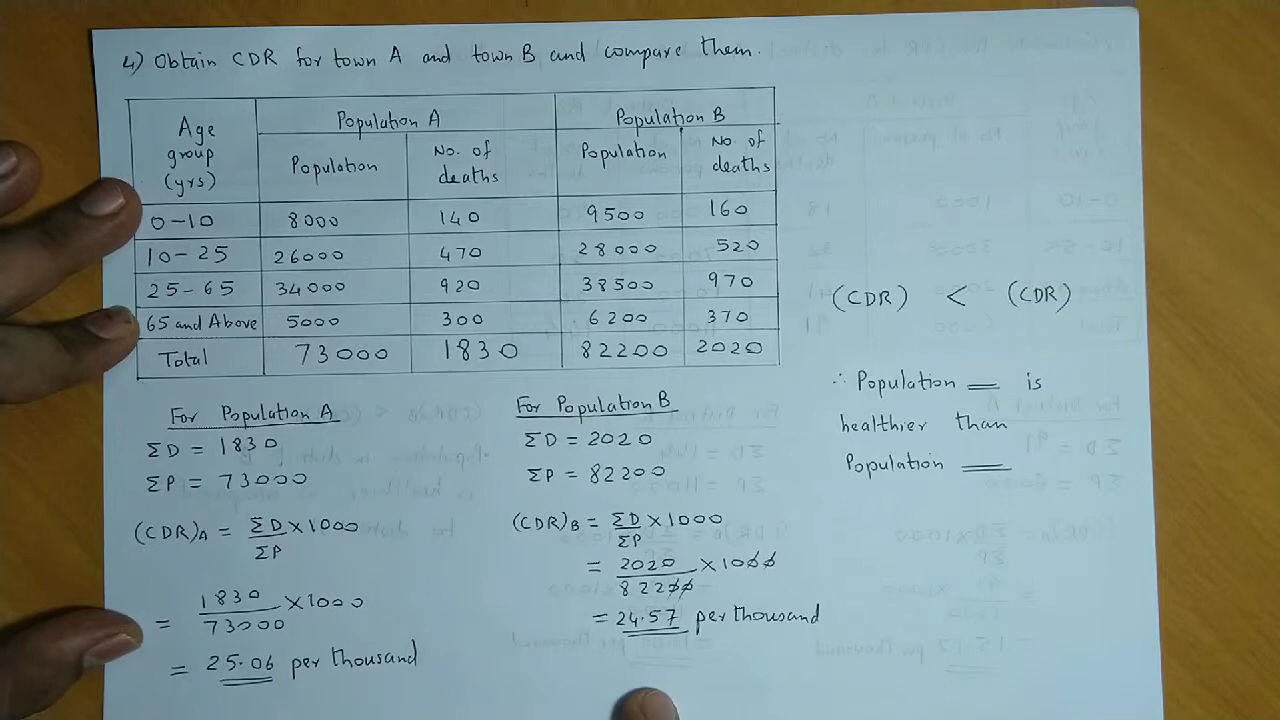 4) Obtain CDR for town A and town B and compare them.
Age group (yrs) | Population A | Population B
Population | No. of deaths | Population | No. of deaths
0-10 | 8000 | 140 | 9500 | 160
10-25 | 26000 | 470 | 28000 | 520
25-65 | 34000 | 920 | 38500 | 970
65 and Above | 5000 | 300 | 6200 | 370
Total | 73000 | 1830 | 82200 | 2020
For Population A
ΣD = 1830
ΣP = 73000
(CDR)A = ΣD/ΣP × 1000
= 1830/73000 × 1000
= 25.06 per thousand
For Population B
ΣD = 2020
ΣP = 82200
(CDR)B = ΣD/ΣP × 1000
= 2020/82200 × 1000
= 24.57 per thousand
(CDR) < (CDR)
∴ Population __ is
healthier than
Population __